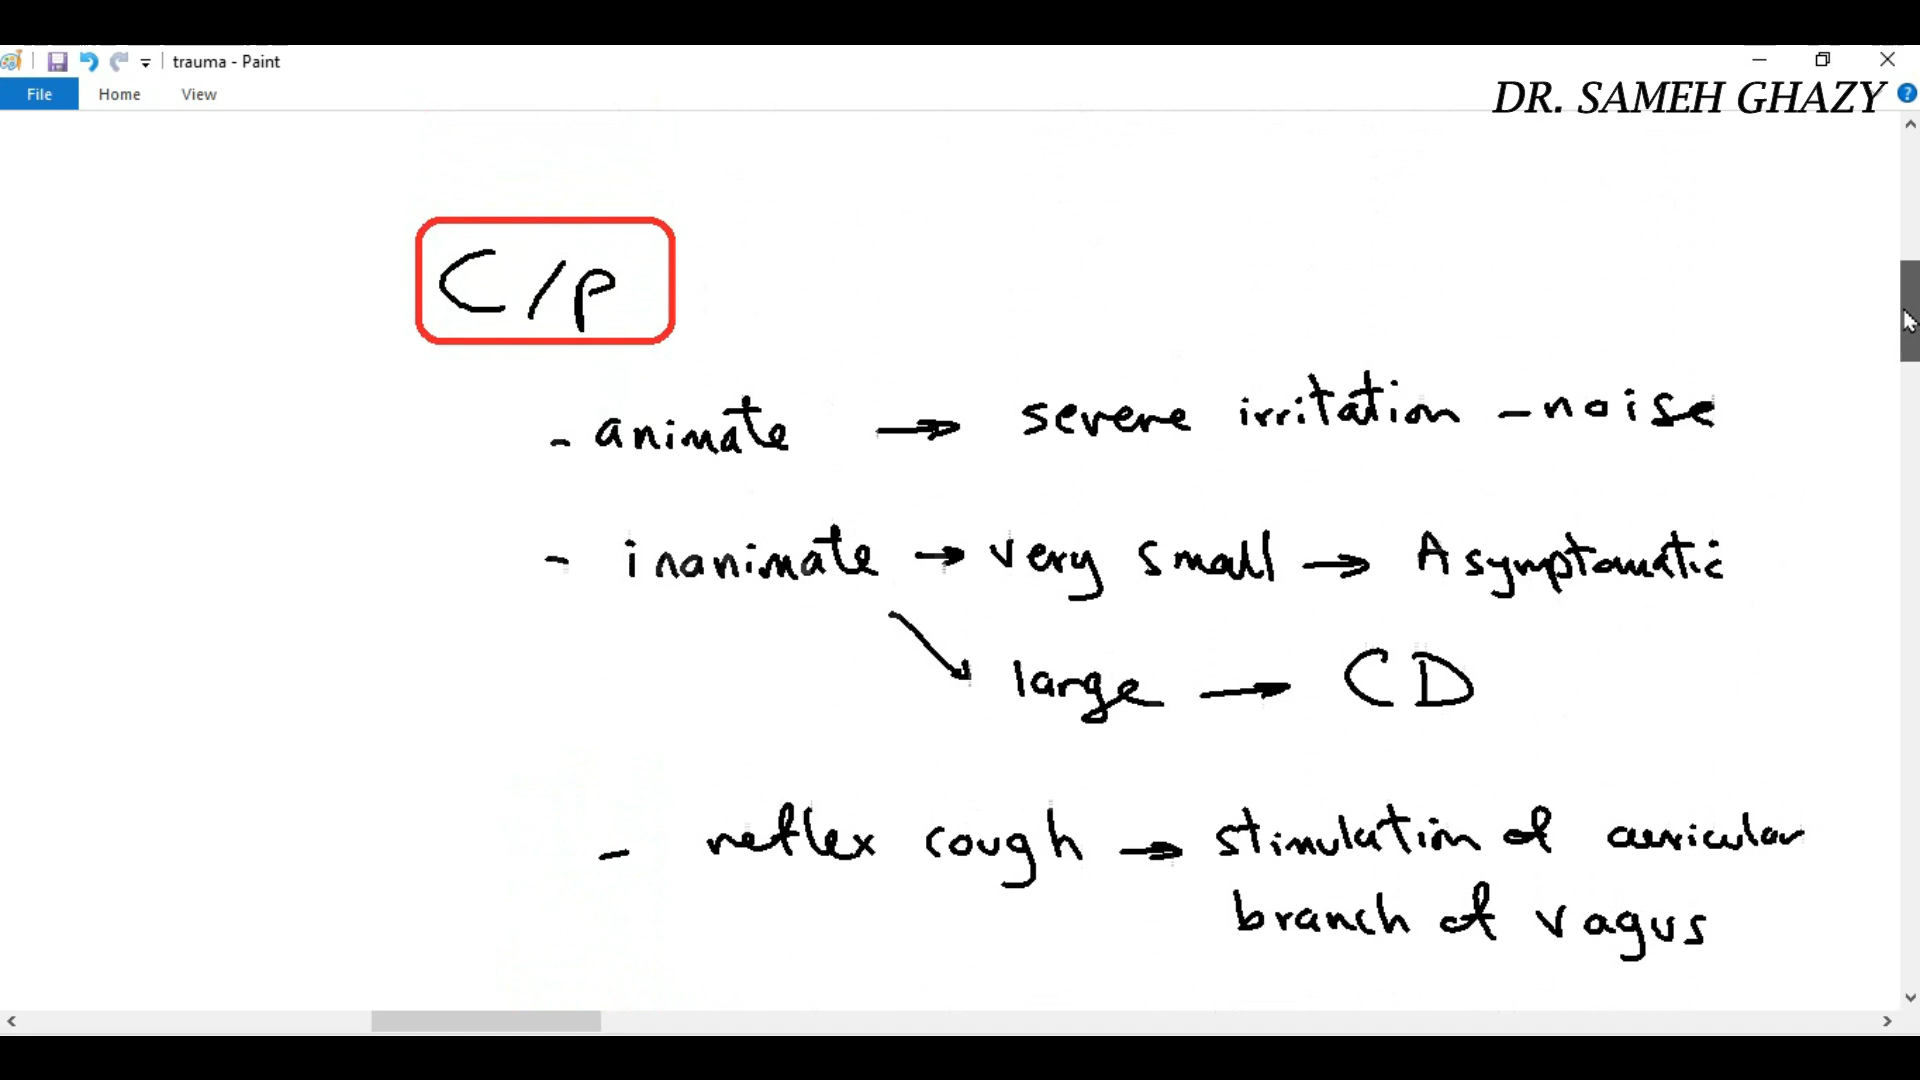 trauma - Paint
File Home View
DR. SAMEH GHAZY
C/P
- animate → severe irritation - noise
- inanimate → very small → Asymptomatic
large → CD
- reflex cough → stimulation of auricular
branch of vagus